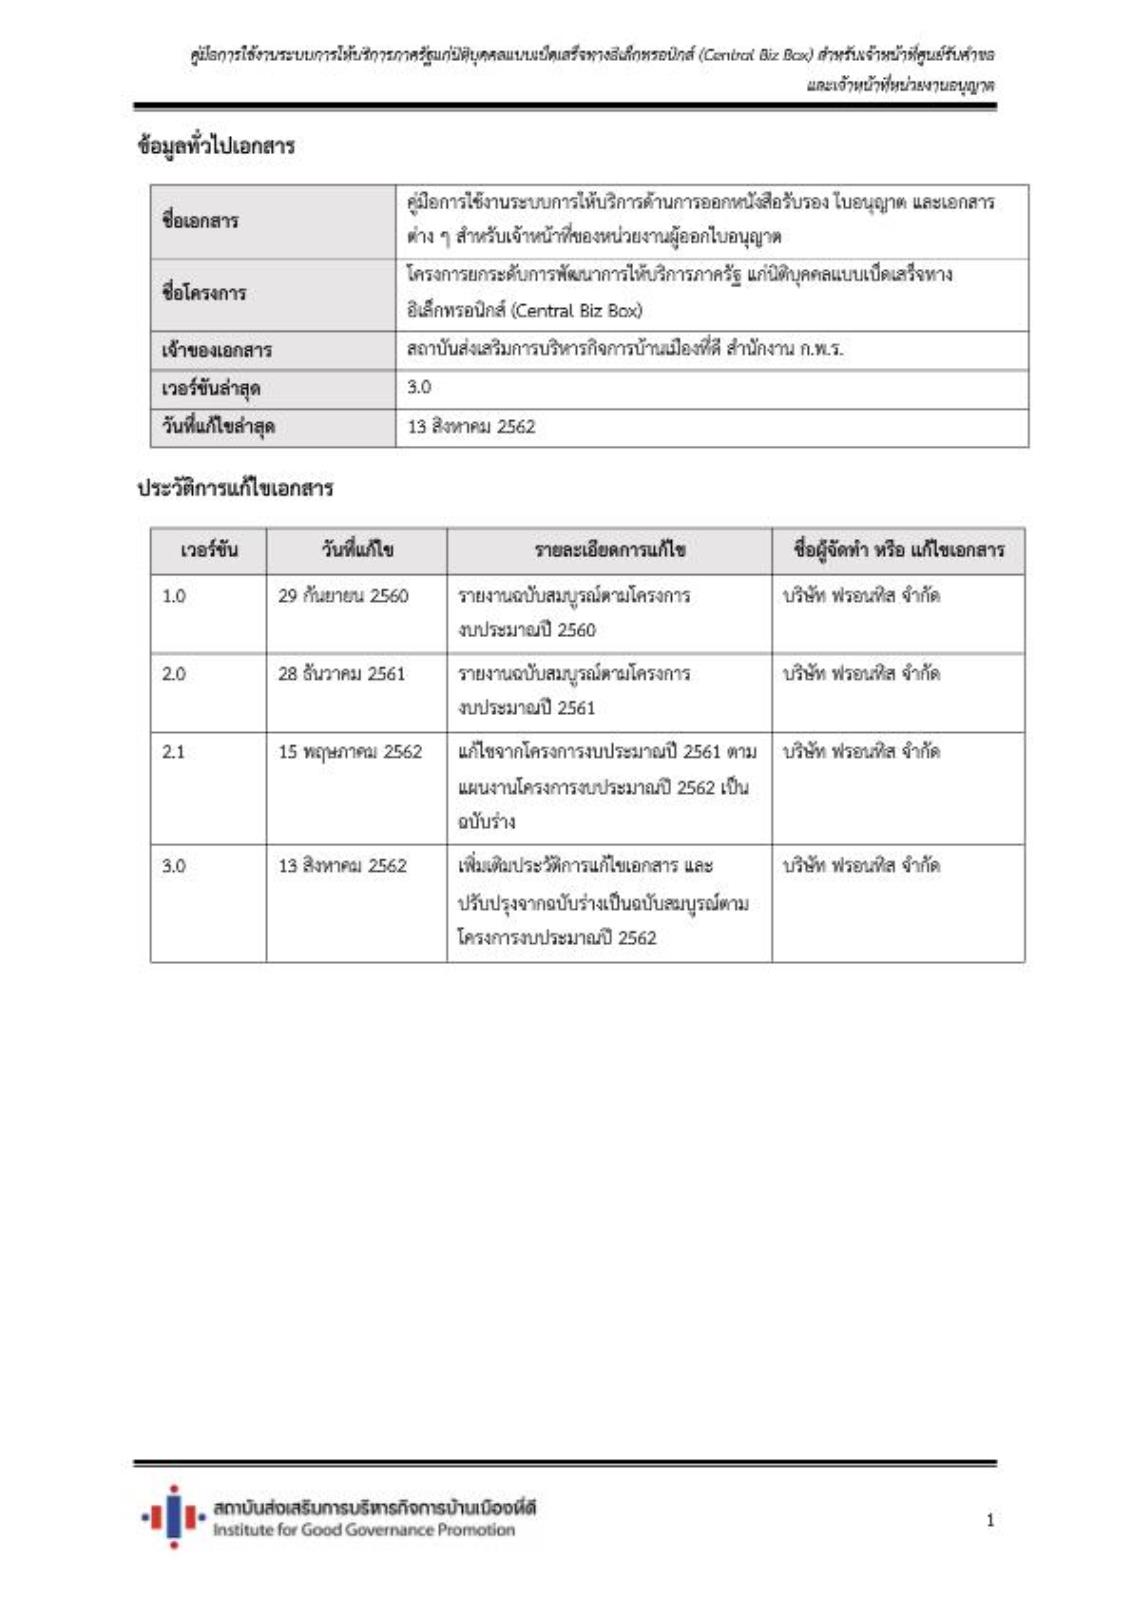 คู่มือการใช้งานระบบการให้บริการภาครัฐแก่นิติบุคคลแบบเบ็ดเสร็จทางอิเล็กทรอนิกส์ (Central Biz Box) สำหรับเจ้าหน้าที่ศูนย์รับคำขอ
และเจ้าหน้าที่หน่วยงานอนุญาต
ข้อมูลทั่วไปเอกสาร
ชื่อเอกสาร
คู่มือการใช้งานระบบการให้บริการด้านการออกหนังสือรับรอง ใบอนุญาต และเอกสาร
ต่าง ๆ สำหรับเจ้าหน้าที่ของหน่วยงานผู้ออกใบอนุญาต
ชื่อโครงการ
โครงการยกระดับการพัฒนาการให้บริการภาครัฐ แก่นิติบุคคลแบบเบ็ดเสร็จทาง
อิเล็กทรอนิกส์ (Central Biz Box)
เจ้าของเอกสาร
สถาบันส่งเสริมการบริหารกิจการบ้านเมืองที่ดี สำนักงาน ก.พ.ร.
เวอร์ชันล่าสุด
3.0
วันที่แก้ไขล่าสุด
13 สิงหาคม 2562
ประวัติการแก้ไขเอกสาร
เวอร์ชัน วันที่แก้ไข รายละเอียดการแก้ไข ชื่อผู้จัดทำ หรือ แก้ไขเอกสาร
1.0 29 กันยายน 2560 รายงานฉบับสมบูรณ์ตามโครงการ บริษัท ฟรอนทิส จำกัด
งบประมาณปี 2560
2.0 28 ธันวาคม 2561 รายงานฉบับสมบูรณ์ตามโครงการ บริษัท ฟรอนทิส จำกัด
งบประมาณปี 2561
2.1 15 พฤษภาคม 2562 แก้ไขจากโครงการงบประมาณปี 2561 ตาม บริษัท ฟรอนทิส จำกัด
แผนงานโครงการงบประมาณปี 2562 เป็น
ฉบับร่าง
3.0 13 สิงหาคม 2562 เพิ่มเติมประวัติการแก้ไขเอกสาร และ บริษัท ฟรอนทิส จำกัด
ปรับปรุงจากฉบับร่างเป็นฉบับสมบูรณ์ตาม
โครงการงบประมาณปี 2562
สถาบันส่งเสริมการบริหารกิจการบ้านเมืองที่ดี
Institute for Good Governance Promotion
1